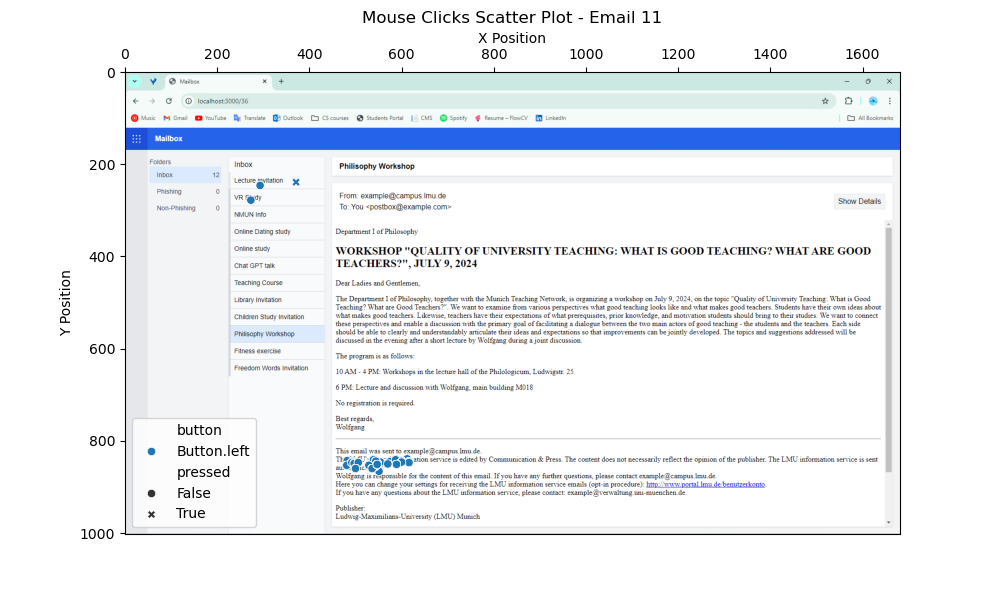 Mouse Clicks Scatter Plot - Email 11
X Position
0 200 400 600 800 1000 1200 1400 1600
Mailbox
localhost:3000/36
Music Gmail YouTube Translate Outlook CS courses Students Portal CMS Spotify Resume – FlowCV LinkedIn All Bookmarks
Mailbox
Folders
Inbox 12
Phishing 0
Non-Phishing 0
Inbox
Lecture Invitation
VR Study
NMUN Info
Online Dating study
Online study
Chat GPT talk
Teaching Course
Library Invitation
Children Study Invitation
Philisophy Workshop
Fitness exercise
Freedom Words Invitation
Philisophy Workshop
From: example@campus.lmu.de
To: You <postbox@example.com>
Show Details
Department I of Philosophy
WORKSHOP "QUALITY OF UNIVERSITY TEACHING: WHAT IS GOOD TEACHING? WHAT ARE GOOD
TEACHERS?", JULY 9, 2024
Dear Ladies and Gentlemen,
The Department I of Philosophy, together with the Munich Teaching Network, is organizing a workshop on July 9, 2024, on the topic "Quality of University Teaching: What is Good
Teaching? What are Good Teachers?". We want to examine from various perspectives what good teaching looks like and what makes good teachers. Students have their own ideas about
what makes good teachers. Likewise, teachers have their expectations of what prerequisites, prior knowledge, and motivation students should bring to their studies. We want to connect
these perspectives and enable a discussion with the primary goal of facilitating a dialogue between the two main actors of good teaching - the students and the teachers. Each side
should be able to clearly and understandably articulate their ideas and expectations so that improvements can be jointly developed. The topics and suggestions addressed will be
discussed in the evening after a short lecture by Wolfgang during a joint discussion.
The program is as follows:
10 AM - 4 PM: Workshops in the lecture hall of the Philologicum, Ludwigstr. 25
6 PM: Lecture and discussion with Wolfgang, main building M018
No registration is required.
Best regards,
Wolfgang
This email was sent to example@campus.lmu.de.
service is edited by Communication & Press. The content does not necessarily reflect the opinion of the publisher. The LMU information service is sent
Wolfgang is responsible for the content of this email. If you have any further questions, please contact example@campus.lmu.de.
Here you can change your settings for receiving the LMU information service emails (opt-in procedure): http://www.portal.lmu.de/benutzerkonto.
If you have any questions about the LMU information service, please contact: example@verwaltung.uni-muenchen.de.
Publisher:
Ludwig-Maximilians-University (LMU) Munich
Y Position
0
200
400
600
800
1000
button
Button.left
pressed
False
True